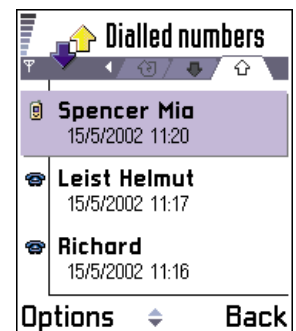 Dialled numbers
Spencer Mia
15/5/2002 11:20
Leist Helmut
15/5/2002 11:17
Richard
15/5/2002 11:16
Options
Back